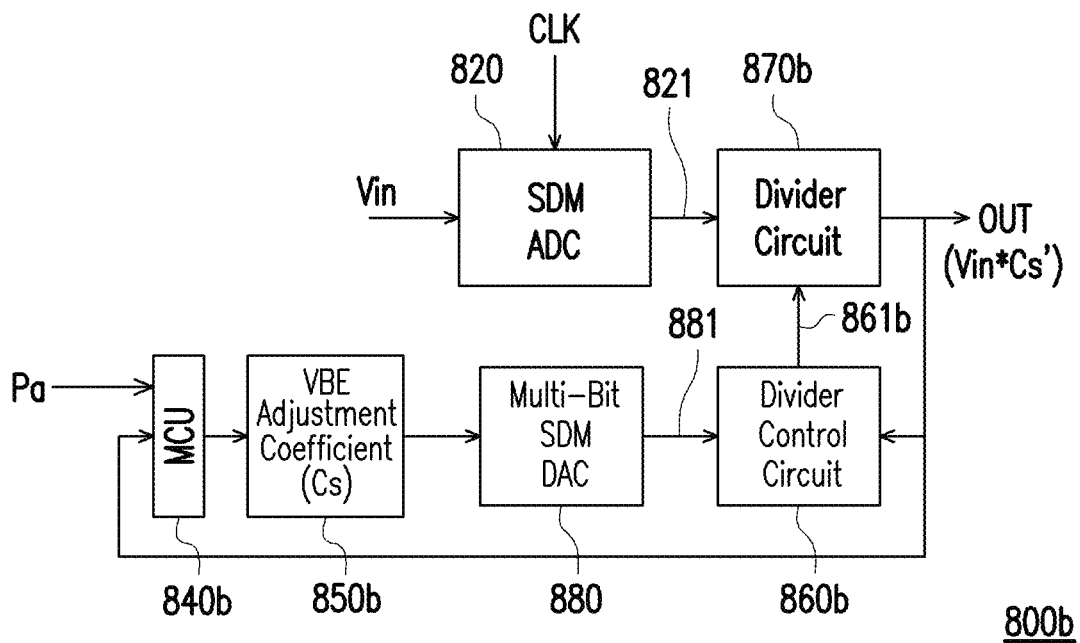 CLK
820
821
870b
Vin
SDM
ADC
Divider
Circuit
OUT
(Vin*Cs')
861b
881
Pa
MCU
VBE
Adjustment
Coefficient
(Cs)
Multi-Bit
SDM
DAC
Divider
Control
Circuit
840b
850b
880
860b
800b